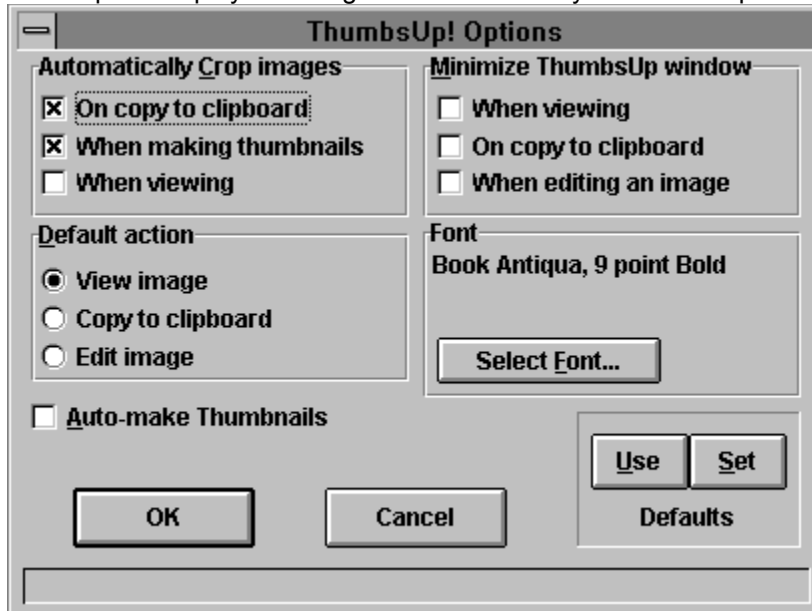 ThumbsUp! Options
Automatically Crop images
On copy to clipboard
When making thumbnails
When viewing
Minimize ThumbsUp window
When viewing
On copy to clipboard
When editing an image
Default action
View image
Copy to clipboard
Edit image
Font
Book Antiqua, 9 point Bold
Select Font...
Auto-make Thumbnails
Use
Set
Defaults
OK
Cancel